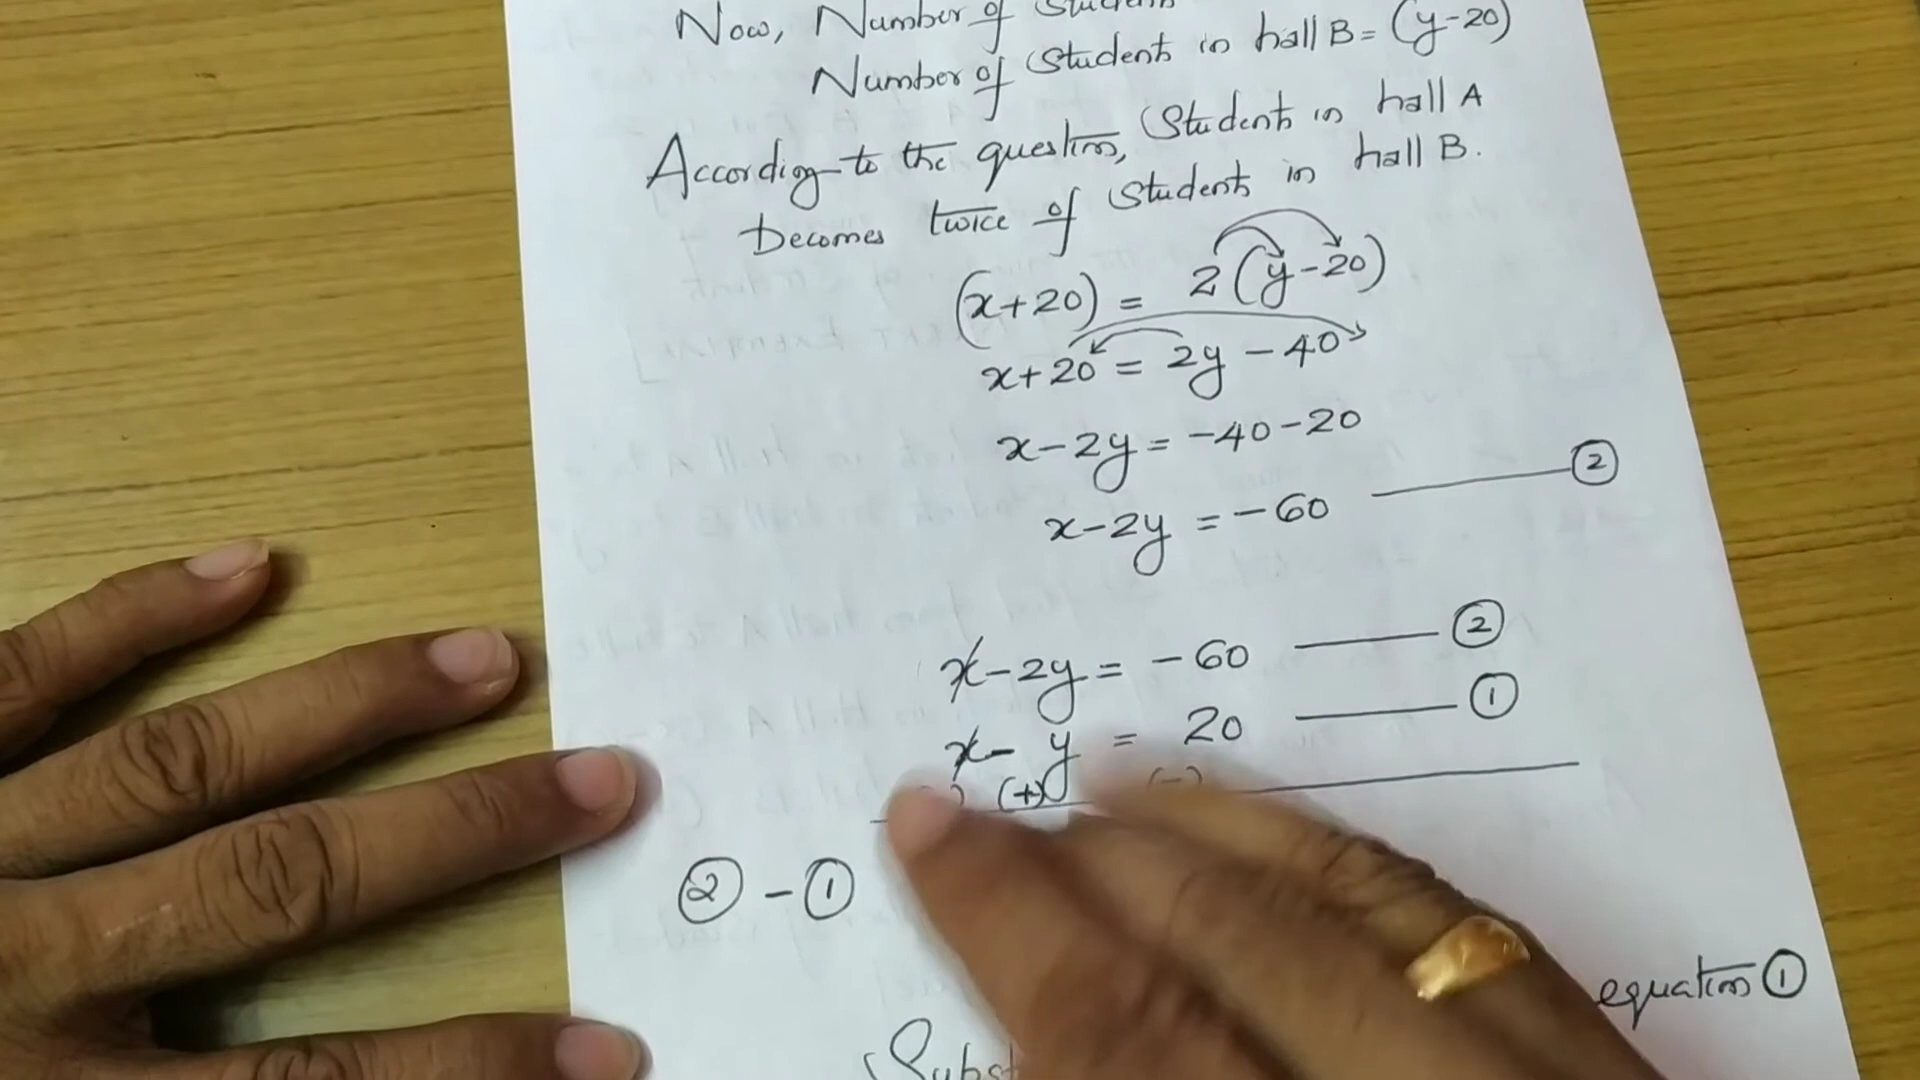 Now, Number of Student
Number of Students in hall B = (y-20)
According to the question, Students in hall A
becomes twice of Students in hall B.
(x+20) = 2(y-20)
x+20 = 2y - 40
x-2y = -40-20
x-2y = -60 ——— ②
x-2y = -60 ——— ②
x- y = 20 ——— ①
(+) (-)
② - ①
equation ①
Subst